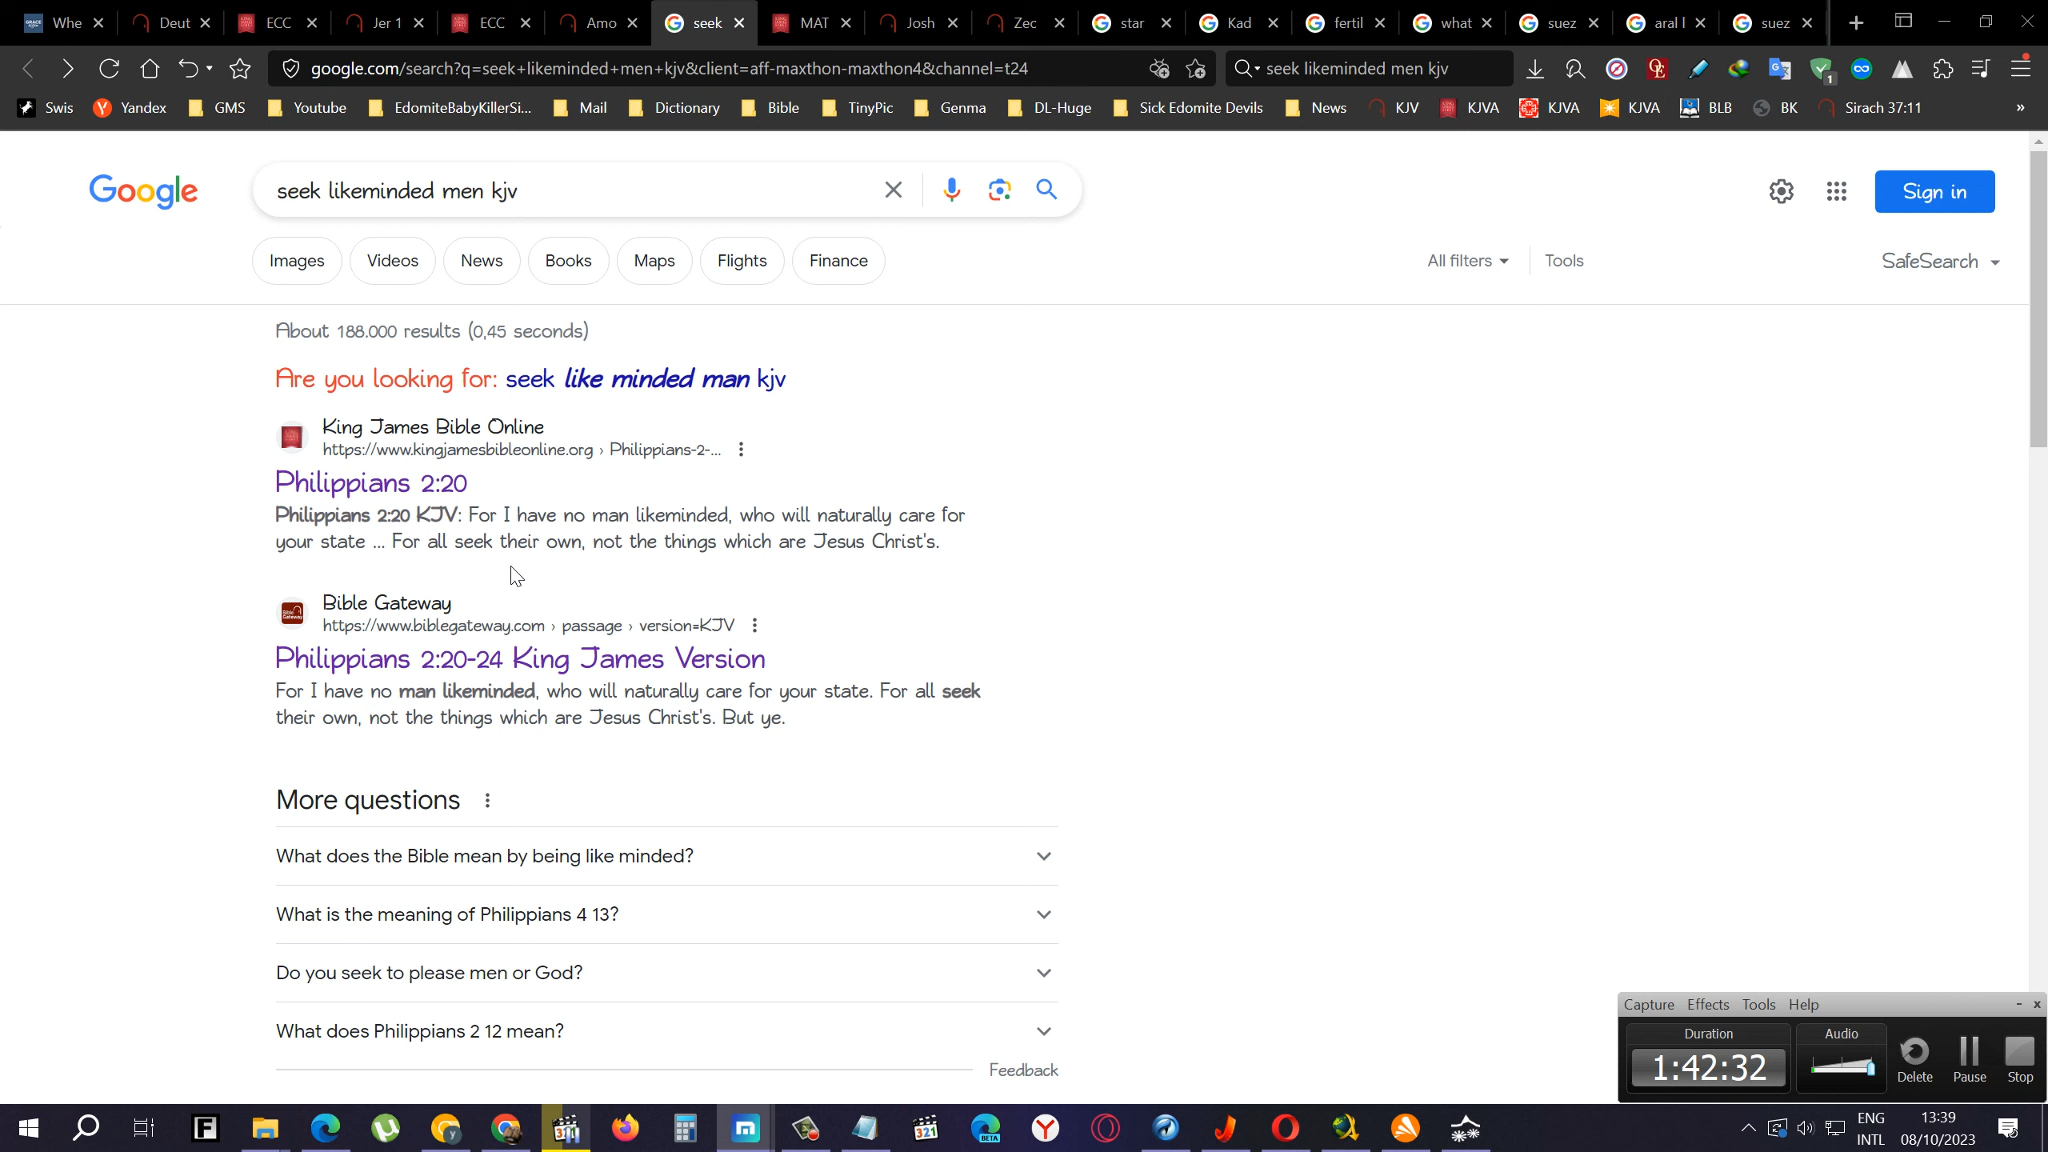 Whe
Deut
ECC
Jer 1
ECC
Amo
seek
MAT
Josh
Zec
star
Kad
fertil
what
suez
aral l
suez
google.com/search?q=seek+likeminded+men+kjv&client=aff-maxthon-maxthon4&channel=t24
seek likeminded men kjv
Swis
Yandex
GMS
Youtube
EdomiteBabyKillerSi...
Mail
Dictionary
Bible
TinyPic
Genma
DL-Huge
Sick Edomite Devils
News
KJV
KJVA
KJVA
KJVA
BLB
BK
Sirach 37:11
»
Google
seek likeminded men kjv
Sign in
Images
Videos
News
Books
Maps
Flights
Finance
All filters
Tools
SafeSearch
About 188.000 results (0,45 seconds)
Are you looking for: seek like minded man kjv
King James Bible Online
https://www.kingjamesbibleonline.org › Philippians-2-...
Philippians 2:20
Philippians 2:20 KJV: For I have no man likeminded, who will naturally care for
your state ... For all seek their own, not the things which are Jesus Christ's.
Bible Gateway
https://www.biblegateway.com › passage › version=KJV
Philippians 2:20-24 King James Version
For I have no man likeminded, who will naturally care for your state. For all seek
their own, not the things which are Jesus Christ's. But ye.
More questions
What does the Bible mean by being like minded?
What is the meaning of Philippians 4 13?
Do you seek to please men or God?
What does Philippians 2 12 mean?
Feedback
Capture Effects Tools Help
Duration
Audio
1:42:32
Delete
Pause
Stop
ENG
INTL
13:39
08/10/2023